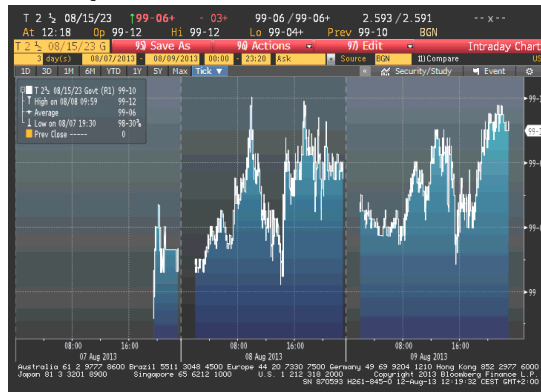 T 2 ½ 08/15/23 ↑99-06+ - 03+ 99-06/99-06+ 2.593/2.591 -- x --
At 12:18 Op 99-12 Hi 99-12 Lo 99-04+ Prev 99-10 BGN
T 2 ½ 08/15/23 G 95) Save As 96) Actions 97) Edit Intraday Chart
3 day(s) 08/07/2013 - 08/09/2013 00:00 - 23:20 Ask Source BGN 11) Compare US
1D 3D 1M 6M YTD 1Y 5Y Max Tick ▼ « Security/Study Event
T 2½ 08/15/23 Govt (R1) 99-10
High on 08/08 09:59 99-12
Average 99-06
Low on 08/07 19:30 98-30¾
Prev Close ----- 0
99-
99-
99-
99
08:00 16:00 08:00 16:00 08:00 16:00
07 Aug 2013 08 Aug 2013 09 Aug 2013
Australia 61 2 9777 8600 Brazil 5511 3048 4500 Europe 44 20 7330 7500 Germany 49 69 9204 1210 Hong Kong 852 2977 6000
Japan 81 3 3201 8900 Singapore 65 6212 1000 U.S. 1 212 318 2000 Copyright 2013 Bloomberg Finance L.P.
SN 870593 H261-845-0 12-Aug-13 12:19:32 CEST GMT+2:00